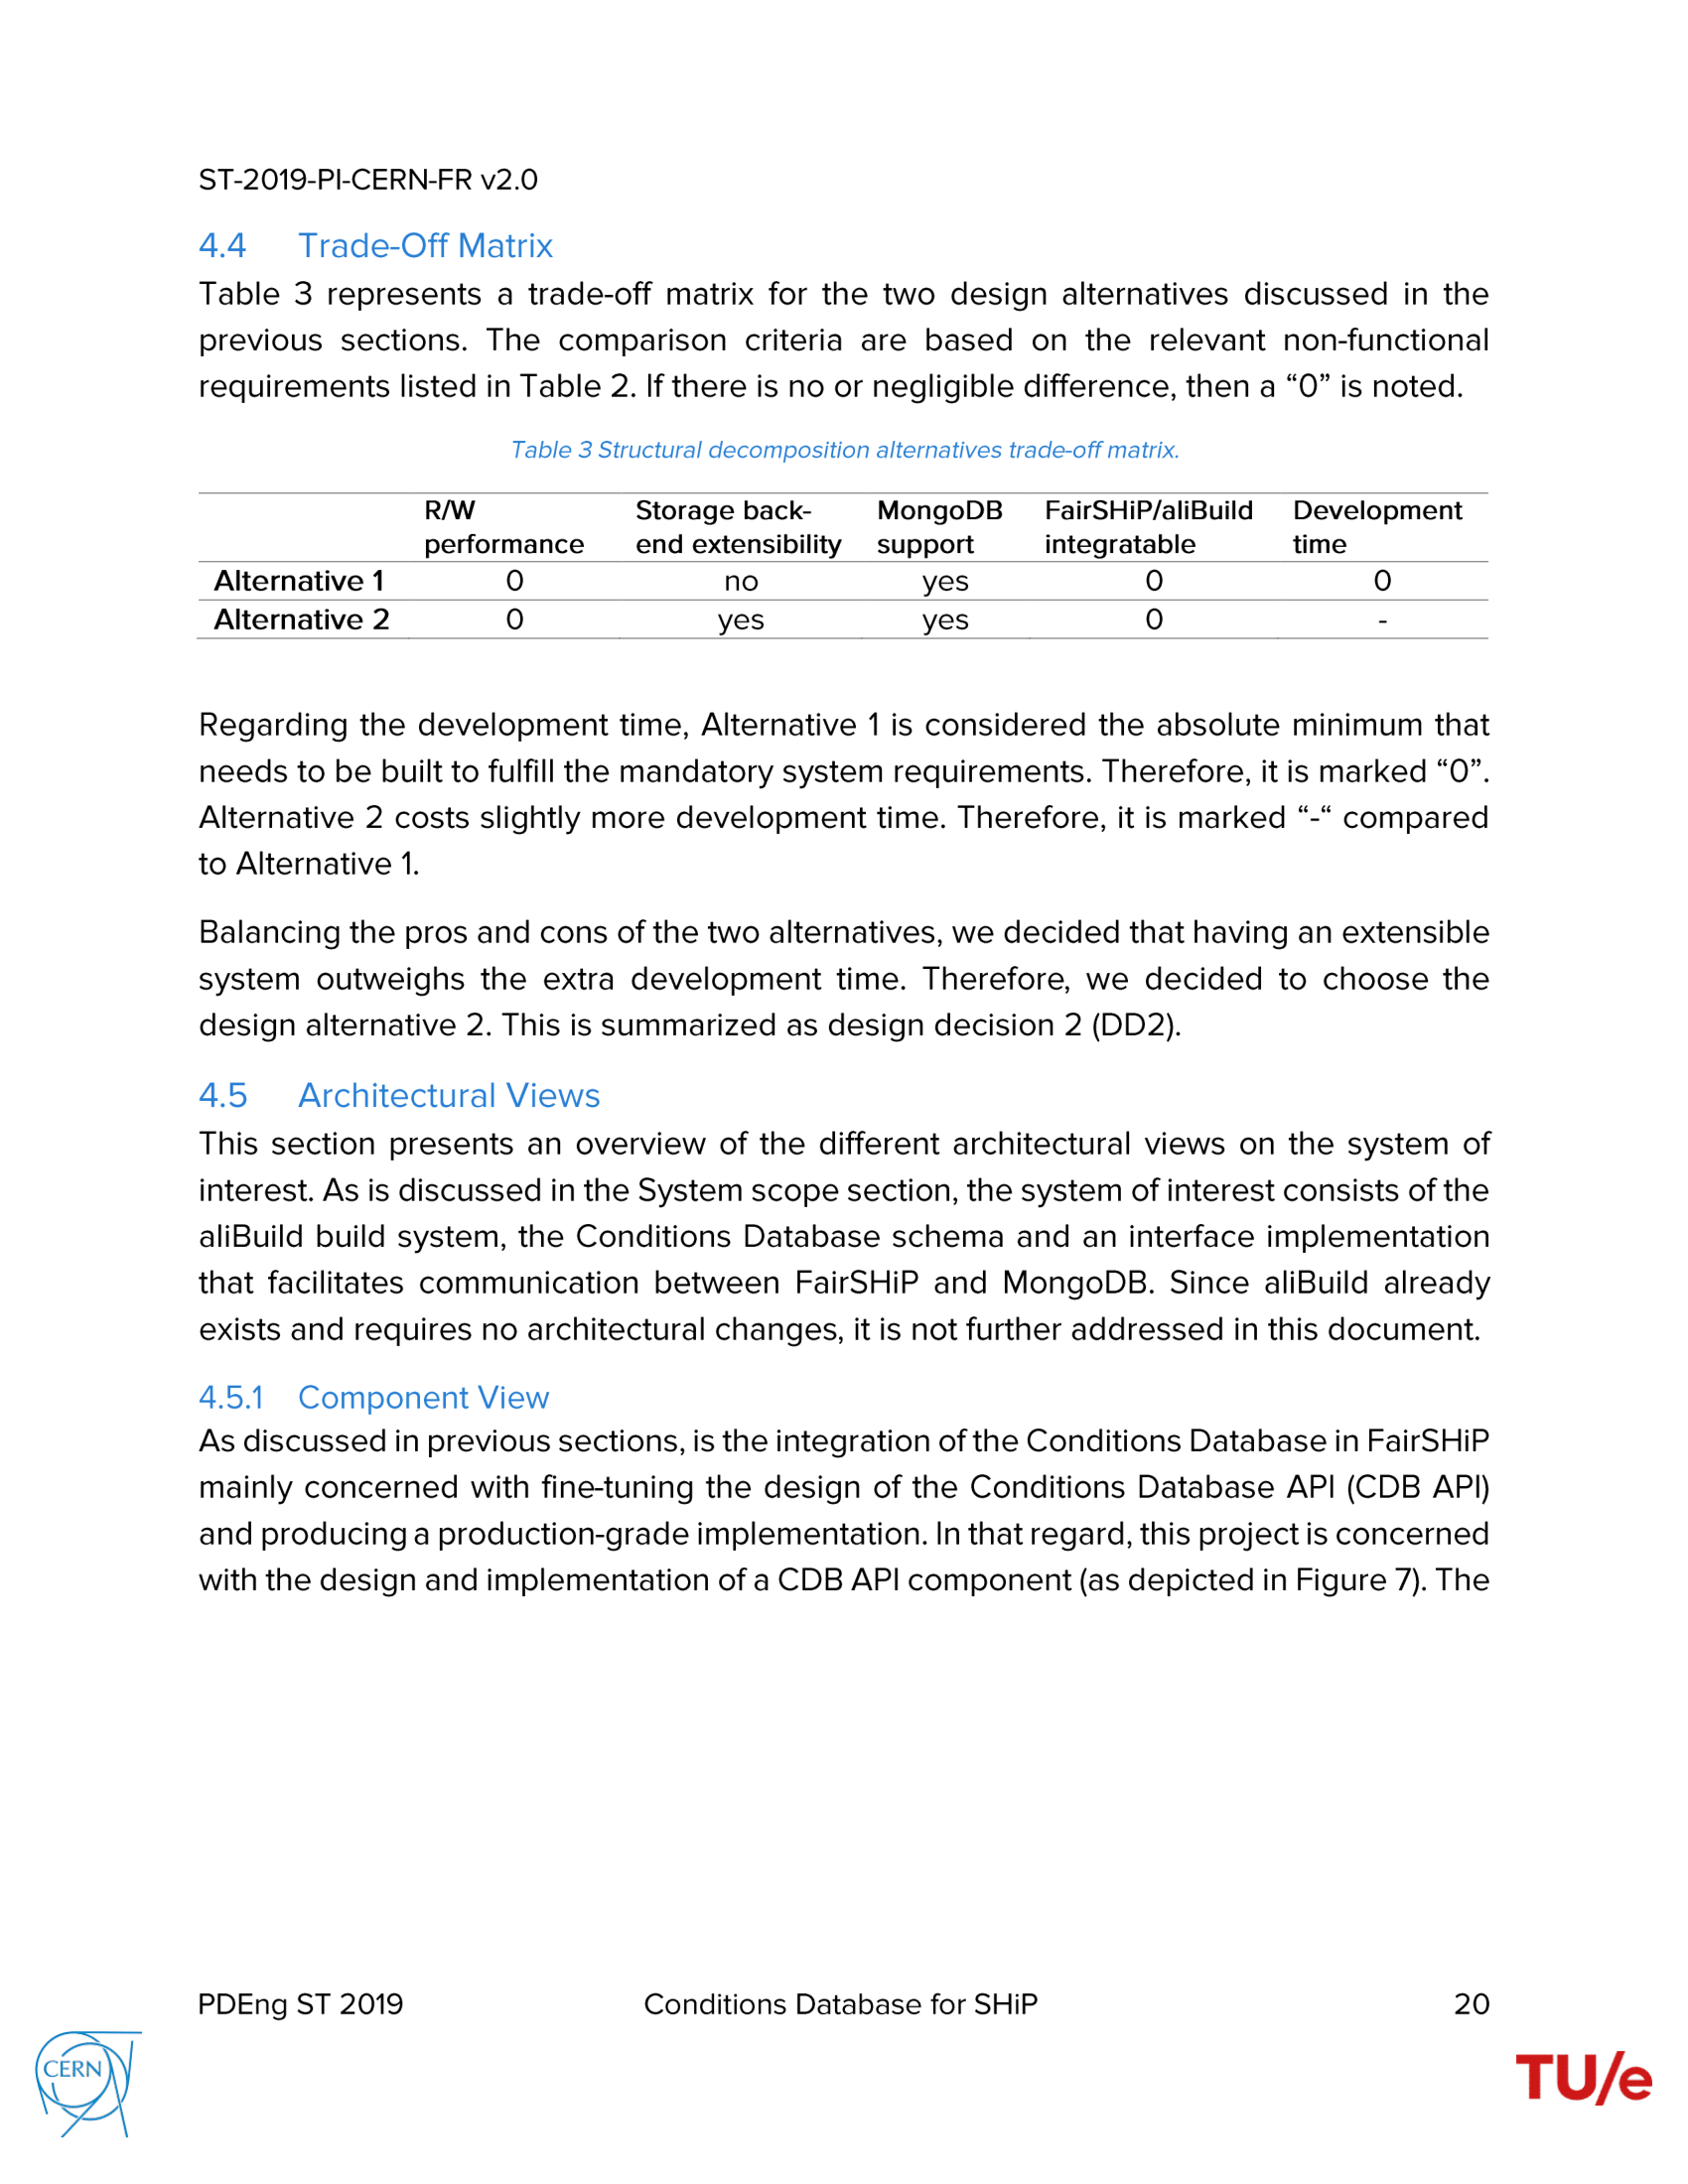 ST-2019-PI-CERN-FR v2.0
4.4 Trade-Off Matrix
Table 3 represents a trade-off matrix for the two design alternatives discussed in the
previous sections. The comparison criteria are based on the relevant non-functional
requirements listed in Table 2. If there is no or negligible difference, then a “0” is noted.
Table 3 Structural decomposition alternatives trade-off matrix.
R/W performance Storage back-end extensibility MongoDB support FairSHiP/aliBuild integratable Development time
Alternative 1 0 no yes 0 0
Alternative 2 0 yes yes 0 -
Regarding the development time, Alternative 1 is considered the absolute minimum that
needs to be built to fulfill the mandatory system requirements. Therefore, it is marked “0”.
Alternative 2 costs slightly more development time. Therefore, it is marked “-“ compared
to Alternative 1.
Balancing the pros and cons of the two alternatives, we decided that having an extensible
system outweighs the extra development time. Therefore, we decided to choose the
design alternative 2. This is summarized as design decision 2 (DD2).
4.5 Architectural Views
This section presents an overview of the different architectural views on the system of
interest. As is discussed in the System scope section, the system of interest consists of the
aliBuild build system, the Conditions Database schema and an interface implementation
that facilitates communication between FairSHiP and MongoDB. Since aliBuild already
exists and requires no architectural changes, it is not further addressed in this document.
4.5.1 Component View
As discussed in previous sections, is the integration of the Conditions Database in FairSHiP
mainly concerned with fine-tuning the design of the Conditions Database API (CDB API)
and producing a production-grade implementation. In that regard, this project is concerned
with the design and implementation of a CDB API component (as depicted in Figure 7). The
PDEng ST 2019 Conditions Database for SHiP 20
CERN TU/e